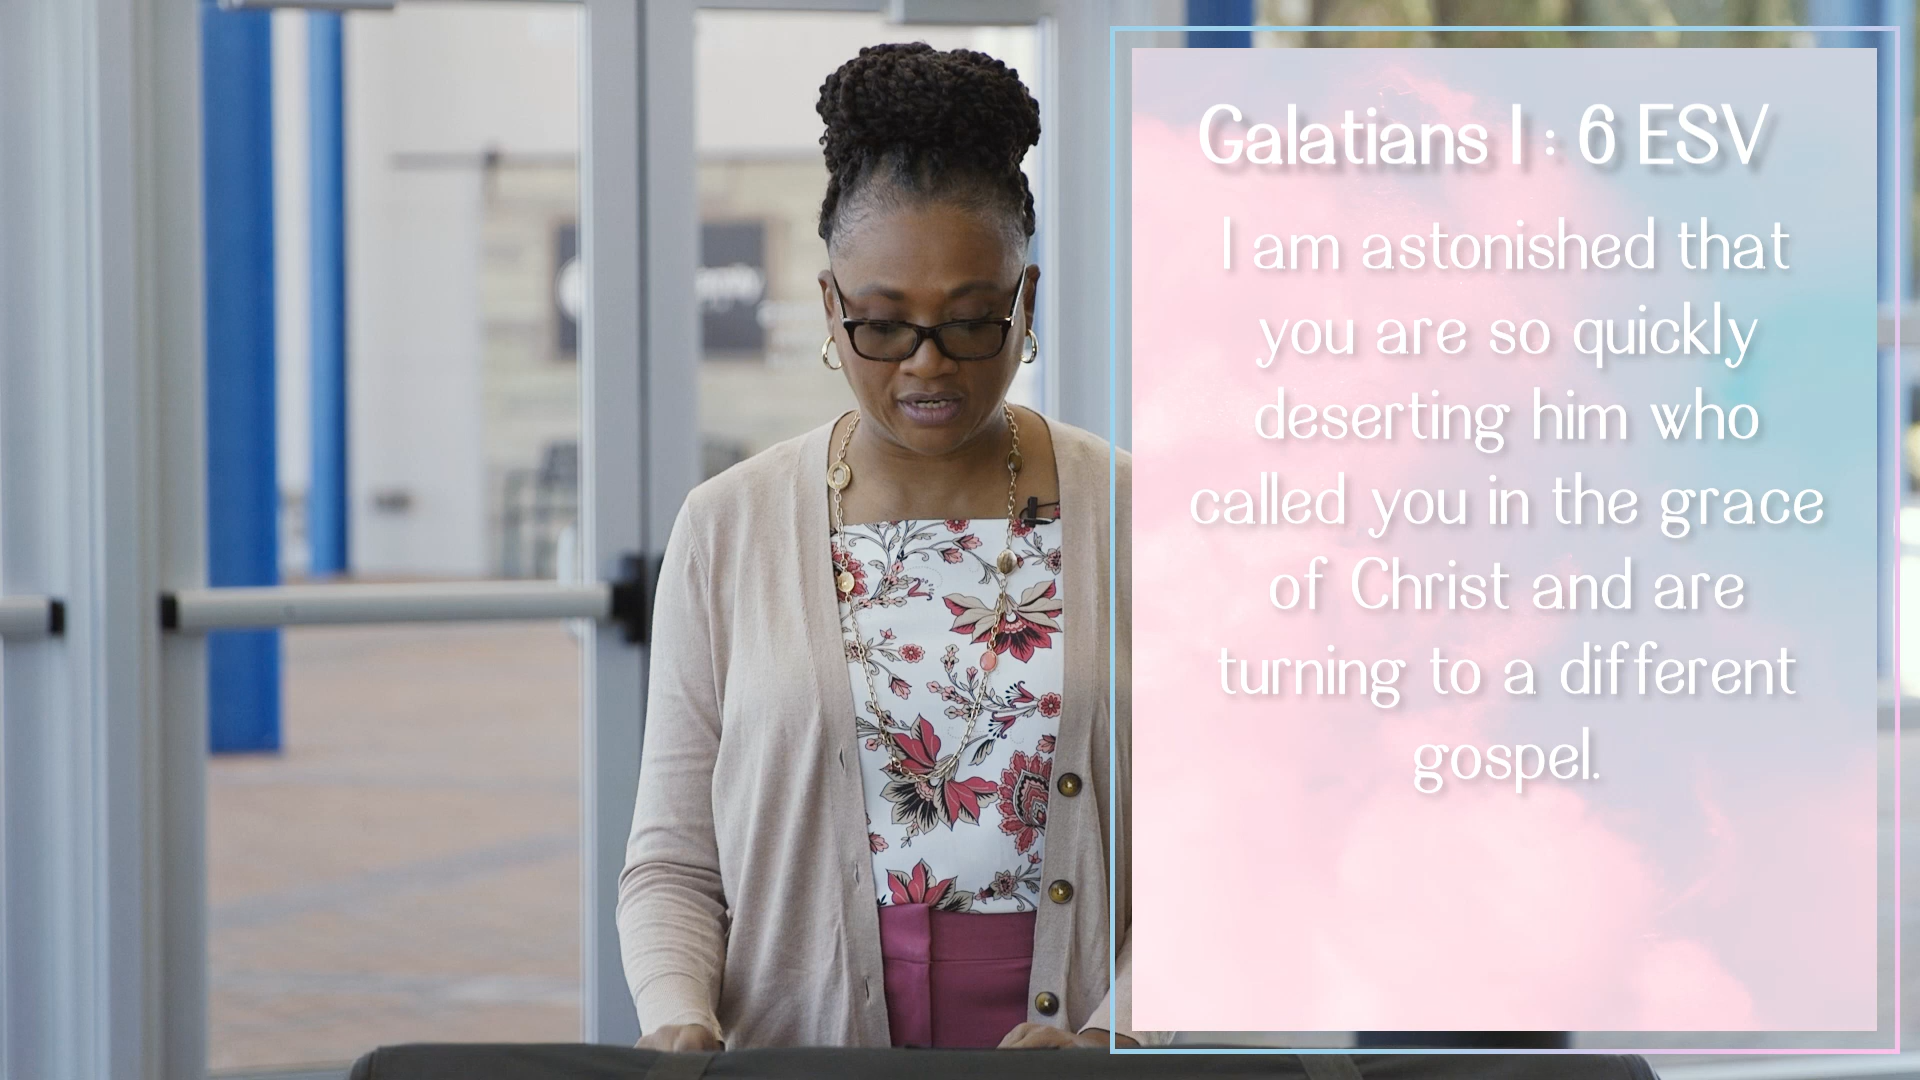 Galatians 1 : 6 ESV
I am astonished that
you are so quickly
deserting him who
called you in the grace
of Christ and are
turning to a different
gospel.